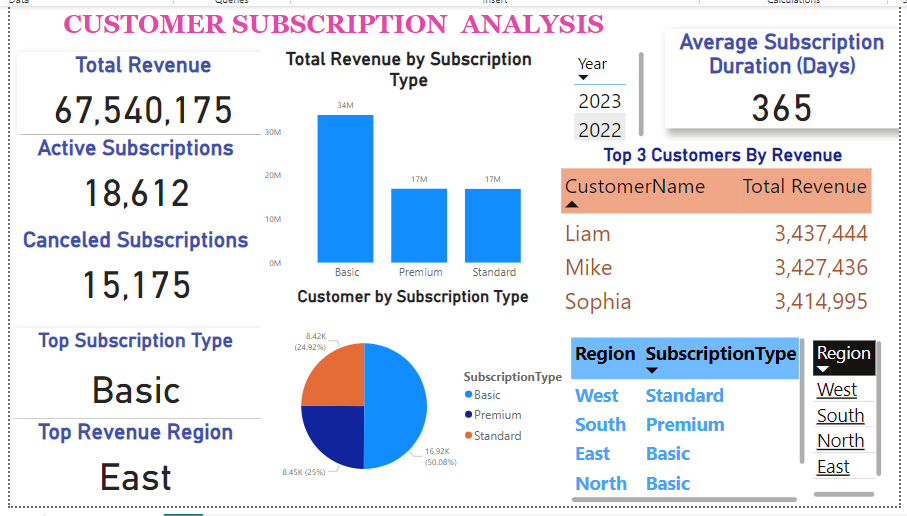 CUSTOMER SUBSCRIPTION ANALYSIS
Total Revenue
67,540,175
Active Subscriptions
18,612
Canceled Subscriptions
15,175
Top Subscription Type
Basic
Top Revenue Region
East
Total Revenue by Subscription
Type
34M
17M
17M
30M
20M
10M
0M
Basic Premium Standard
Customer by Subscription Type
8.42K
(24.92%)
16.92K
(50.08%)
8.45K (25%)
SubscriptionType
Basic
Premium
Standard
Year
2023
2022
Average Subscription
Duration (Days)
365
Top 3 Customers By Revenue
CustomerName Total Revenue
Liam 3,437,444
Mike 3,427,436
Sophia 3,414,995
Region SubscriptionType
West Standard
South Premium
East Basic
North Basic
Region
West
South
North
East